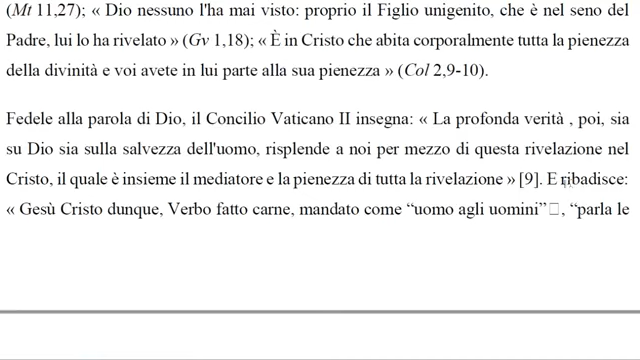 (Mt 11,27); « Dio nessuno l'ha mai visto: proprio il Figlio unigenito, che è nel seno del
Padre, lui lo ha rivelato » (Gv 1,18); « È in Cristo che abita corporalmente tutta la pienezza
della divinità e voi avete in lui parte alla sua pienezza » (Col 2,9-10).
Fedele alla parola di Dio, il Concilio Vaticano II insegna: « La profonda verità , poi, sia
su Dio sia sulla salvezza dell'uomo, risplende a noi per mezzo di questa rivelazione nel
Cristo, il quale è insieme il mediatore e la pienezza di tutta la rivelazione » [9]. E ribadisce:
« Gesù Cristo dunque, Verbo fatto carne, mandato come “uomo agli uomini”□, “parla le